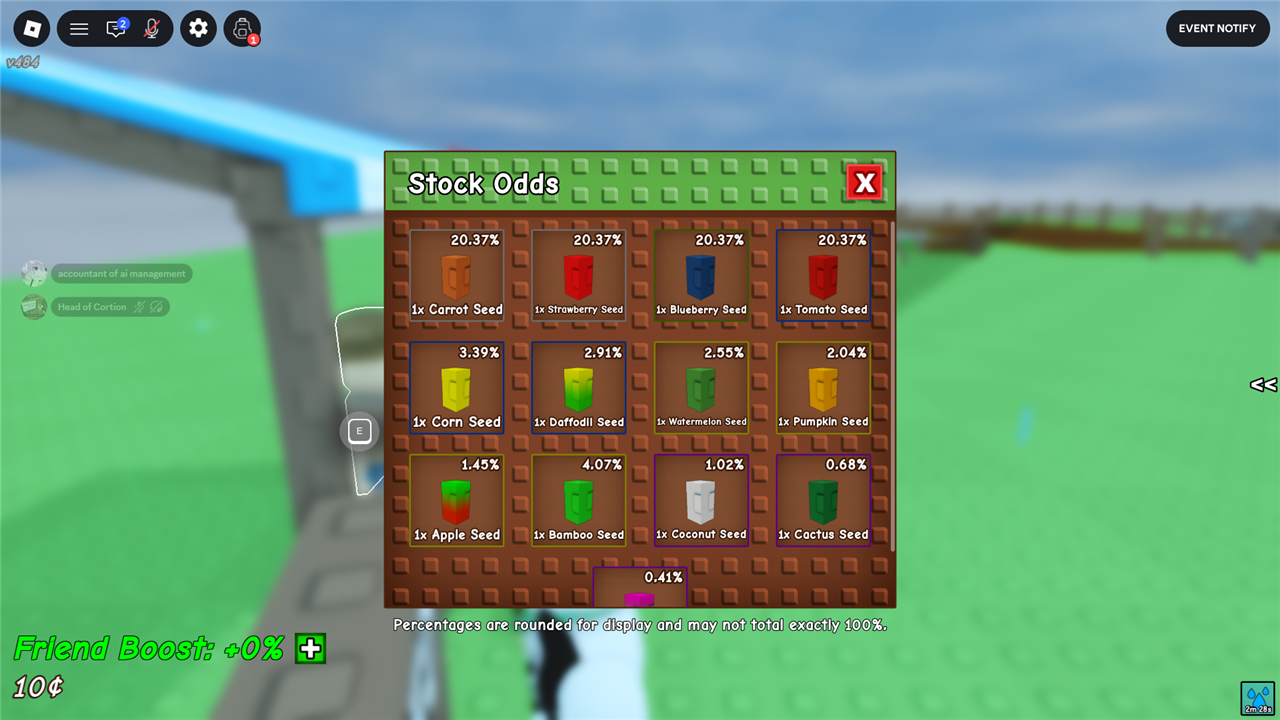 2
1
EVENT NOTIFY
v484
Stock Odds
X
20.37%
1x Carrot Seed
20.37%
1x Strawberry Seed
20.37%
1x Blueberry Seed
20.37%
1x Tomato Seed
accountant of ai management
Head of Cortion
3.39%
1x Corn Seed
2.91%
1x Daffodil Seed
2.55%
1x Watermelon Seed
2.04%
1x Pumpkin Seed
<<
E
1.45%
1x Apple Seed
4.07%
1x Bamboo Seed
1.02%
1x Coconut Seed
0.68%
1x Cactus Seed
0.41%
Percentages are rounded for display and may not total exactly 100%.
Friend Boost: +0%
10¢
2m 28s